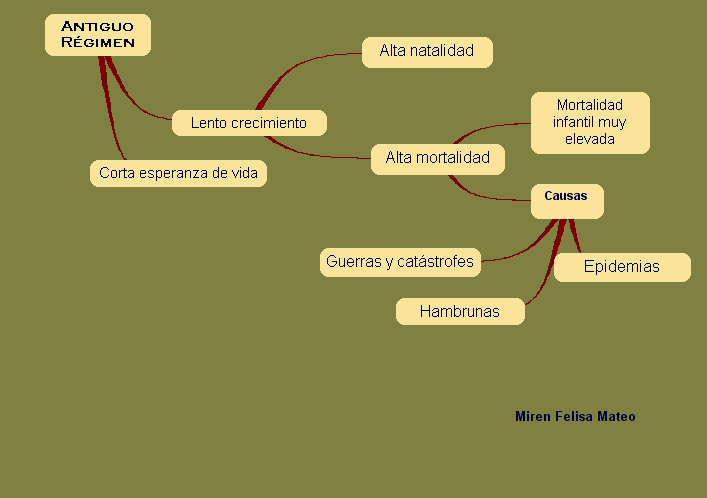 ANTIGUO
RÉGIMEN
Alta natalidad
Lento crecimiento
Mortalidad
infantil muy
elevada
Alta mortalidad
Corta esperanza de vida
Causas
Guerras y catástrofes
Epidemias
Hambrunas
Miren Felisa Mateo